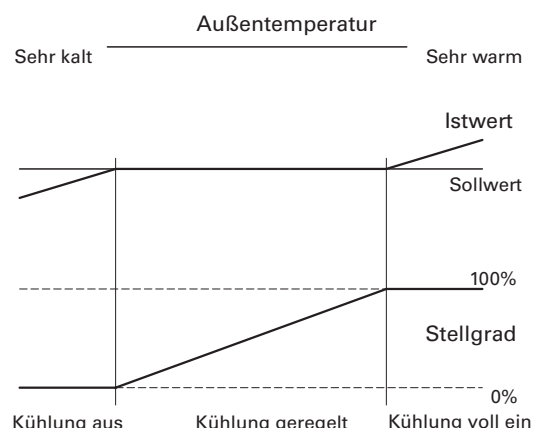 Außentemperatur
Sehr kalt
Sehr warm
Istwert
Sollwert
100%
Stellgrad
0%
Kühlung aus
Kühlung geregelt
Kühlung voll ein